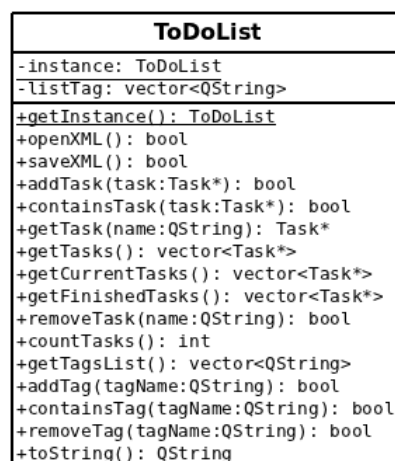 ToDoList
-instance: ToDoList
-listTag: vector<QString>
+getInstance(): ToDoList
+openXML(): bool
+saveXML(): bool
+addTask(task:Task*): bool
+containsTask(task:Task*): bool
+getTask(name:QString): Task*
+getTasks(): vector<Task*>
+getCurrentTasks(): vector<Task*>
+getFinishedTasks(): vector<Task*>
+removeTask(name:QString): bool
+countTasks(): int
+getTagsList(): vector<QString>
+addTag(tagName:QString): bool
+containsTag(tagName:QString): bool
+removeTag(tagName:QString): bool
+toString(): QString